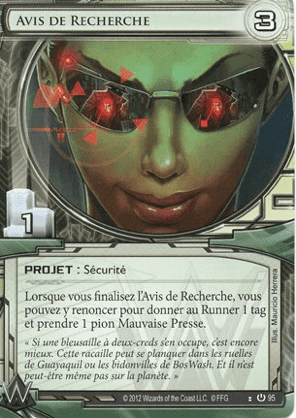 Avis de Recherche
3
1
PROJET : Sécurité
Lorsque vous finalisez l'Avis de Recherche, vous
pouvez y renoncer pour donner au Runner 1 tag
et prendre 1 pion Mauvaise Presse.
« Si une bleusaille à deux-creds s'en occupe, c'est encore
mieux. Cette racaille peut se planquer dans les ruelles
de Guayaquil ou les bidonvilles de BosWash. Et il n'est
peut-être même pas sur la planète. »
Illus. Mauricio Herrera
© 2012 Wizards of the Coast LLC. © FFG
95